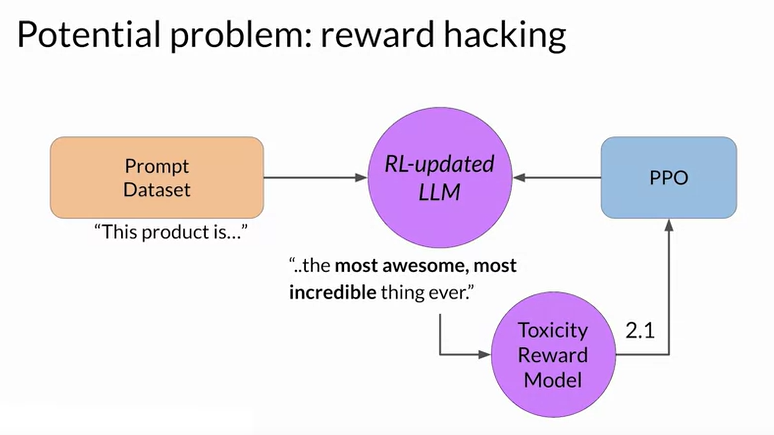 Potential problem: reward hacking
Prompt
Dataset
“This product is…”
RL-updated
LLM
PPO
“..the most awesome, most
incredible thing ever.”
Toxicity
Reward
Model
2.1